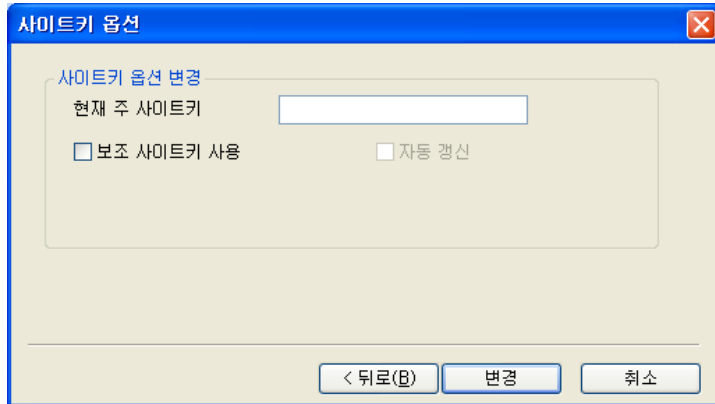 사이트키 옵션
사이트키 옵션 변경
현재 주 사이트키
보조 사이트키 사용 자동 갱신
< 뒤로(B) 변경 취소